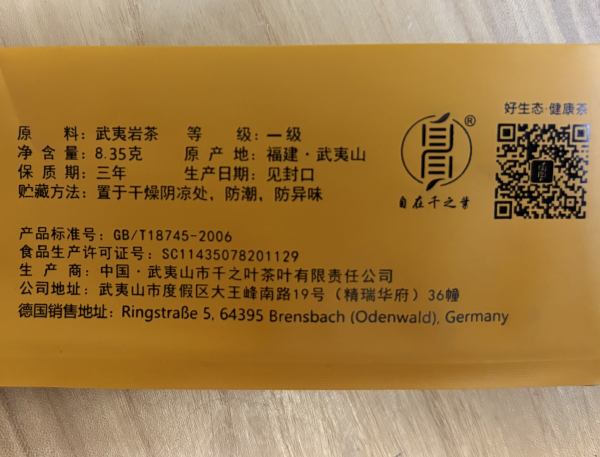 好生态·健康茶
原 料：武夷岩茶 等 级：一级
净含量：8.35克 原 产 地：福建·武夷山
保 质 期：三年 生产日期：见封口
贮藏方法：置于干燥阴凉处，防潮，防异味
®
自在千之叶
产品标准号：GB/T18745-2006
食品生产许可证号：SC11435078201129
生 产 商：中国·武夷山市千之叶茶叶有限责任公司
公司地址：武夷山市度假区大王峰南路19号（精瑞华府）36幢
德国销售地址：Ringstraße 5, 64395 Brensbach (Odenwald), Germany